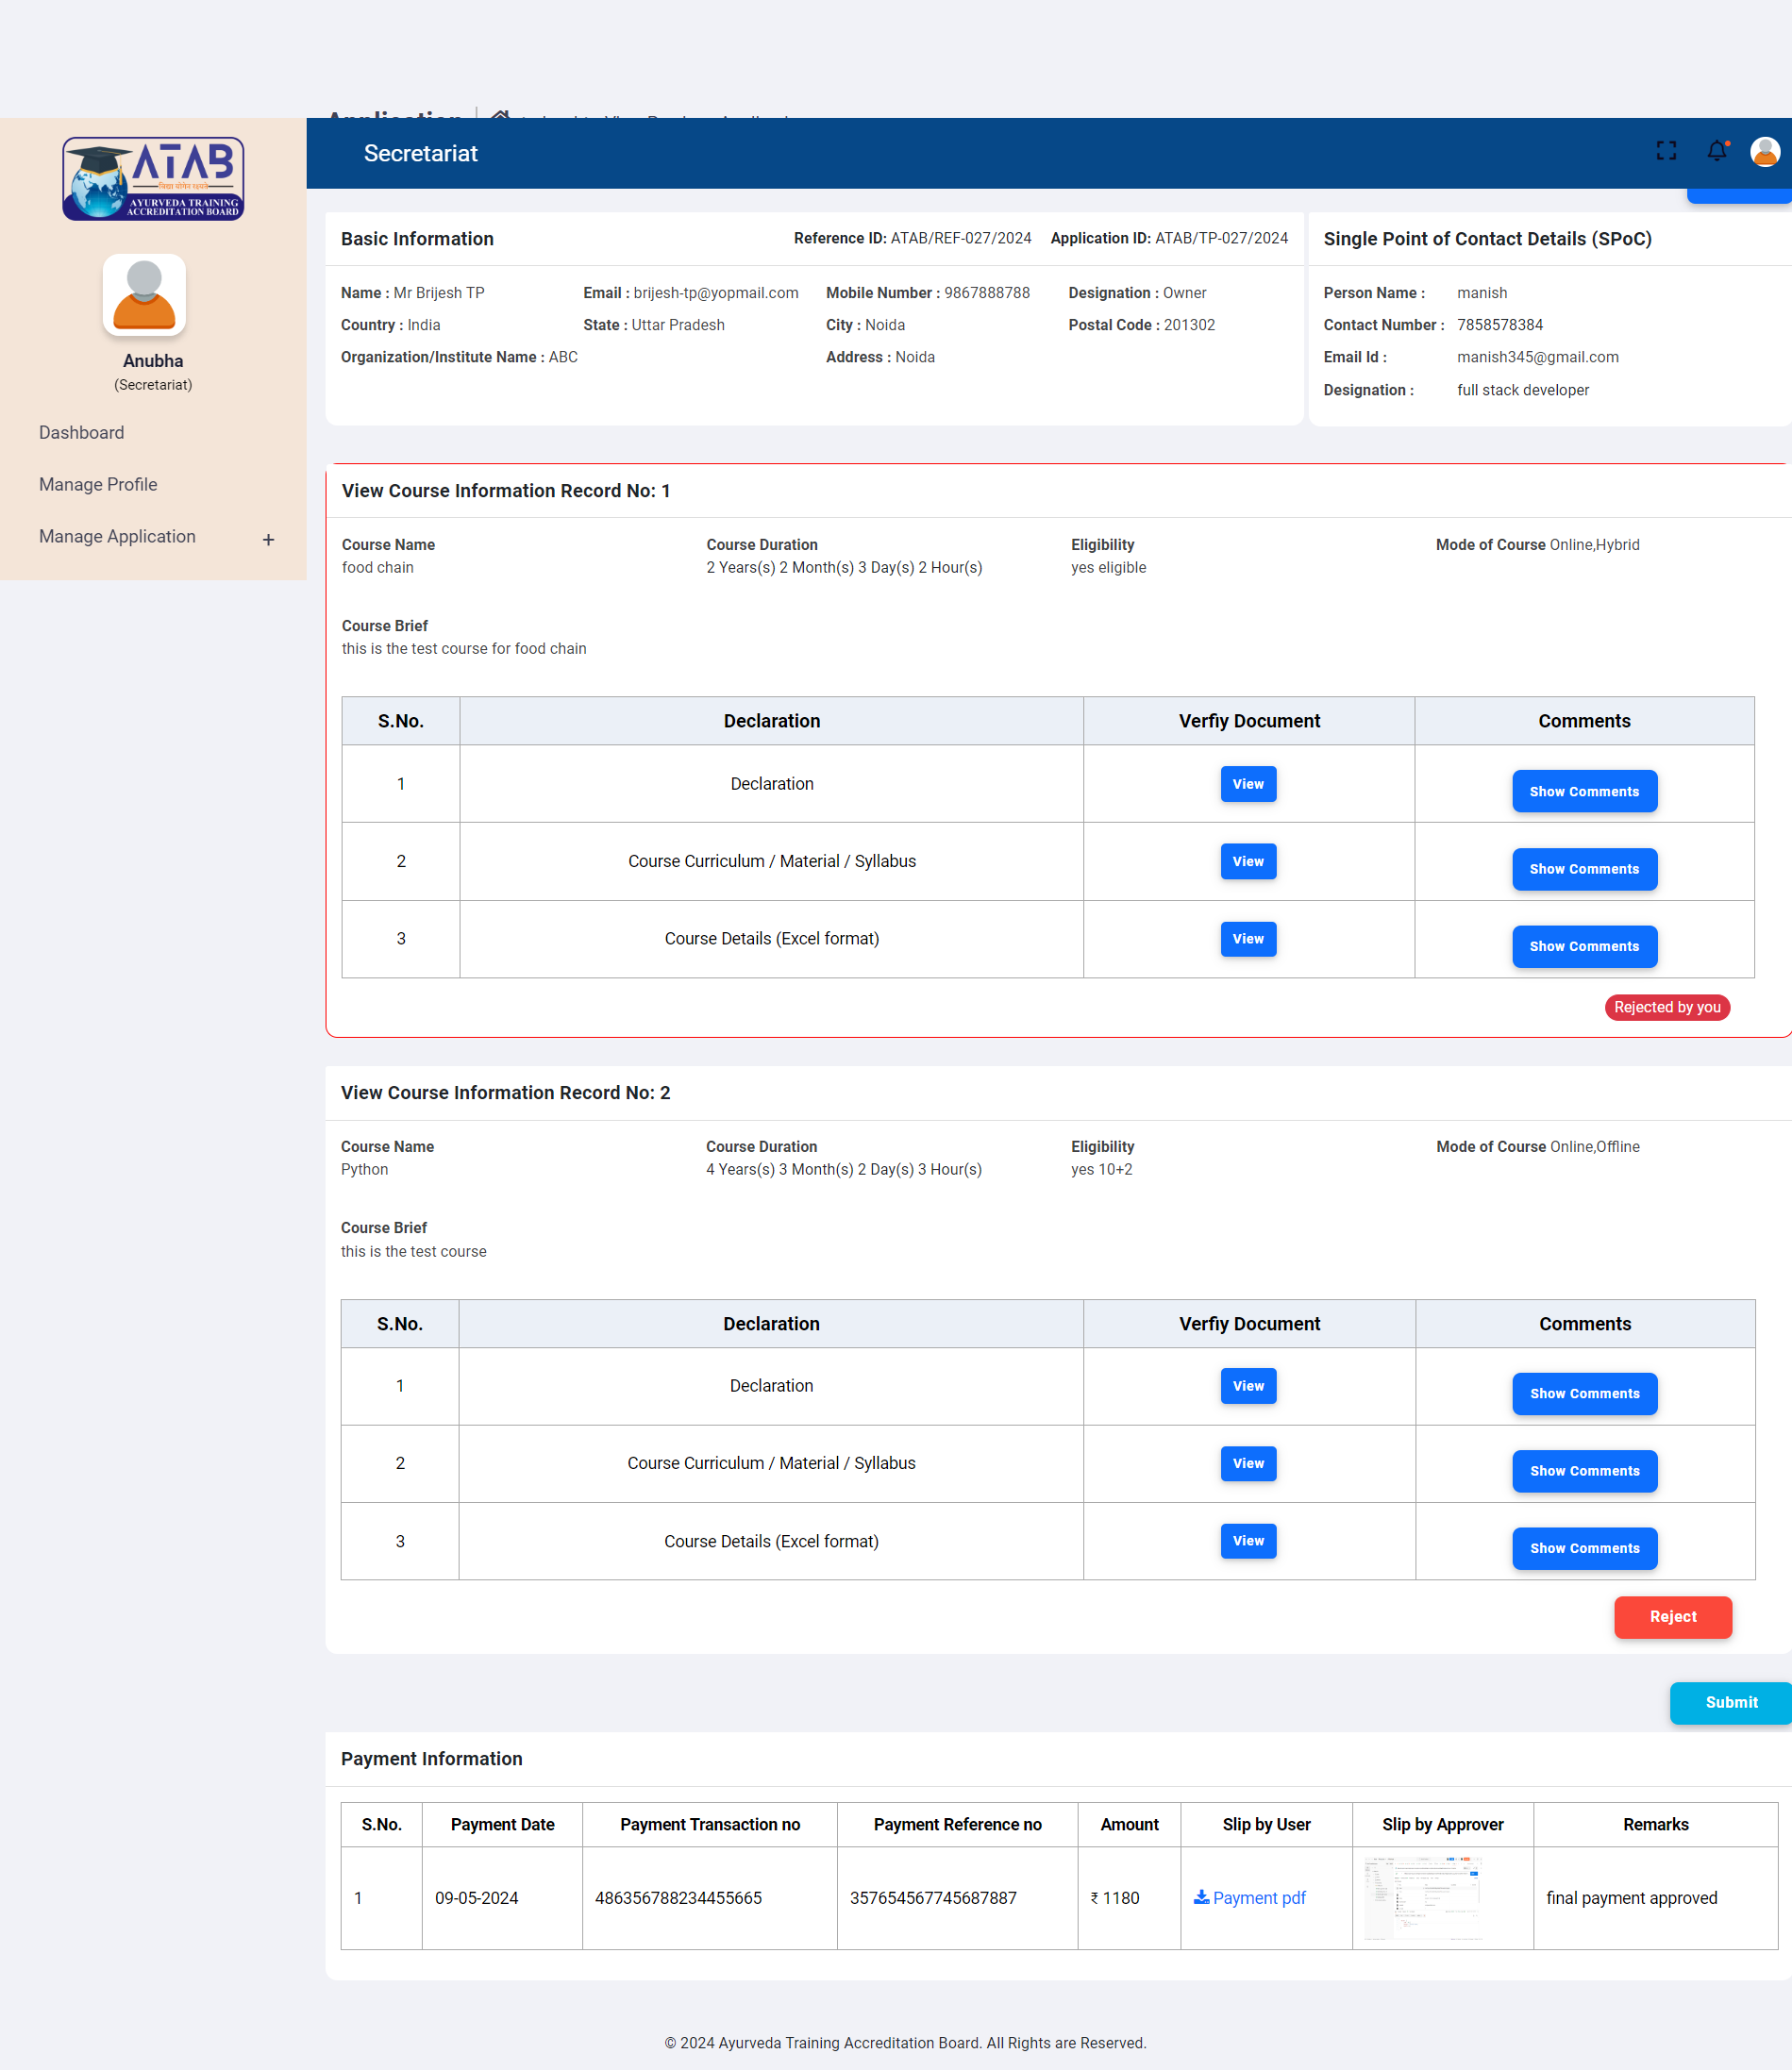 Application
ATAB
विद्या योगेन रक्ष्यते
AYURVEDA TRAINING
ACCREDITATION BOARD
Secretariat
Anubha
(Secretariat)
Dashboard
Manage Profile
Manage Application +
Basic Information Reference ID: ATAB/REF-027/2024 Application ID: ATAB/TP-027/2024
Name : Mr Brijesh TP Email : brijesh-tp@yopmail.com Mobile Number : 9867888788 Designation : Owner
Country : India State : Uttar Pradesh City : Noida Postal Code : 201302
Organization/Institute Name : ABC Address : Noida
Single Point of Contact Details (SPoC)
Person Name : manish
Contact Number : 7858578384
Email Id : manish345@gmail.com
Designation : full stack developer
View Course Information Record No: 1
Course Name Course Duration Eligibility Mode of Course Online,Hybrid
food chain 2 Years(s) 2 Month(s) 3 Day(s) 2 Hour(s) yes eligible
Course Brief
this is the test course for food chain
S.No. Declaration Verfiy Document Comments
1 Declaration View Show Comments
2 Course Curriculum / Material / Syllabus View Show Comments
3 Course Details (Excel format) View Show Comments
Rejected by you
View Course Information Record No: 2
Course Name Course Duration Eligibility Mode of Course Online,Offline
Python 4 Years(s) 3 Month(s) 2 Day(s) 3 Hour(s) yes 10+2
Course Brief
this is the test course
S.No. Declaration Verfiy Document Comments
1 Declaration View Show Comments
2 Course Curriculum / Material / Syllabus View Show Comments
3 Course Details (Excel format) View Show Comments
Reject
Submit
Payment Information
S.No. Payment Date Payment Transaction no Payment Reference no Amount Slip by User Slip by Approver Remarks
1 09-05-2024 486356788234455665 357654567745687887 ₹ 1180 Payment pdf final payment approved
© 2024 Ayurveda Training Accreditation Board. All Rights are Reserved.